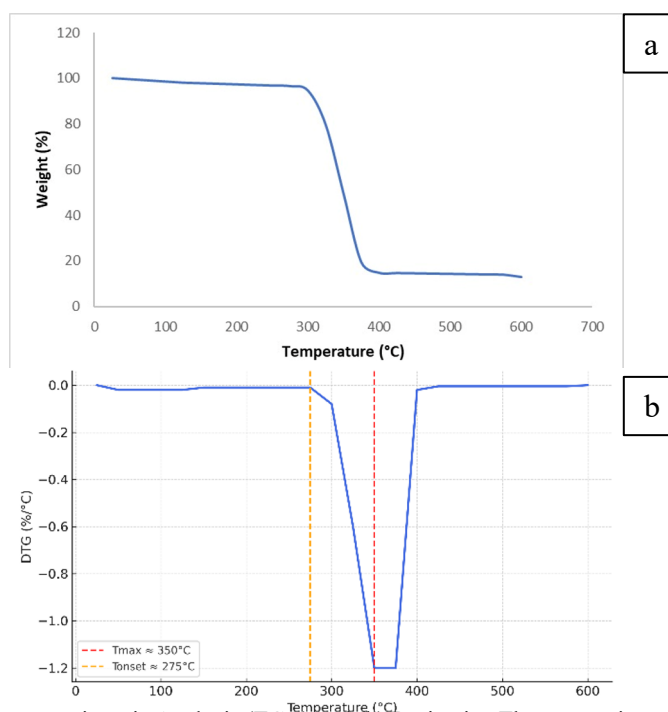 a
120
100
80
60
40
20
0
Weight (%)
0 100 200 300 400 500 600 700
Temperature (°C)
b
0.0
−0.2
−0.4
−0.6
−0.8
−1.0
−1.2
DTG (%/°C)
Tmax ≈ 350°C
Tonset ≈ 275°C
0 100 200 300 400 500 600
Temperature (°C)